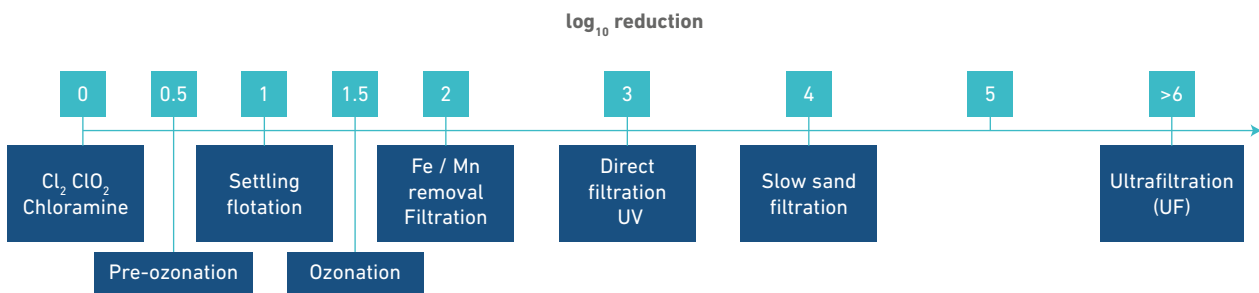 log₁₀ reduction
0
0.5
1
1.5
2
3
4
5
>6
Cl₂ ClO₂
Chloramine
Settling
flotation
Fe / Mn
removal
Filtration
Direct
filtration
UV
Slow sand
filtration
Ultrafiltration
(UF)
Pre-ozonation
Ozonation